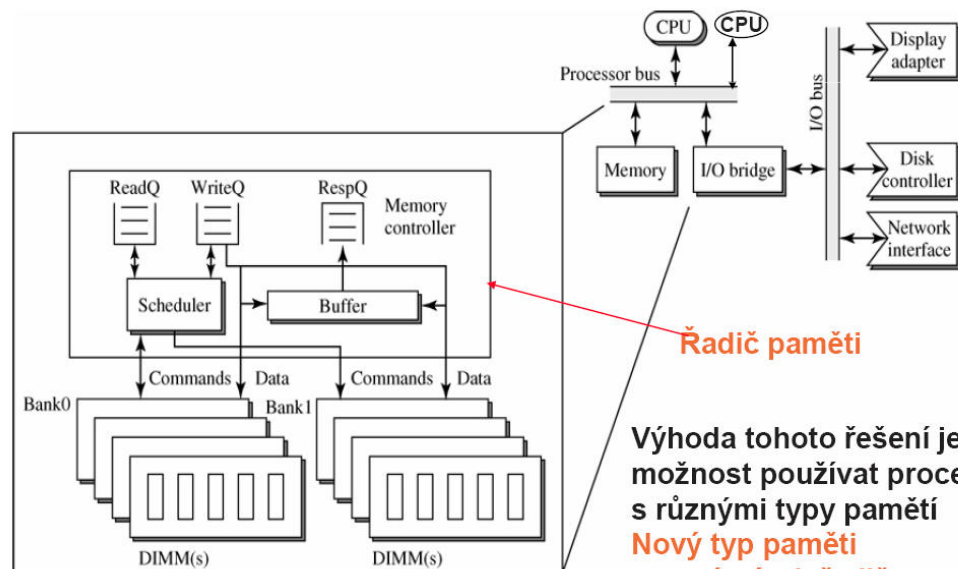 CPU
CPU
Display
adapter
Processor bus
I/O bus
Memory
I/O bridge
Disk
controller
Network
interface
ReadQ
WriteQ
RespQ
Memory
controller
Scheduler
Buffer
Řadič paměti
Commands
Data
Commands
Data
Bank0
Bank1
DIMM(s)
DIMM(s)
Výhoda tohoto řešení je
možnost používat proce
s různými typy pamětí
Nový typ paměti